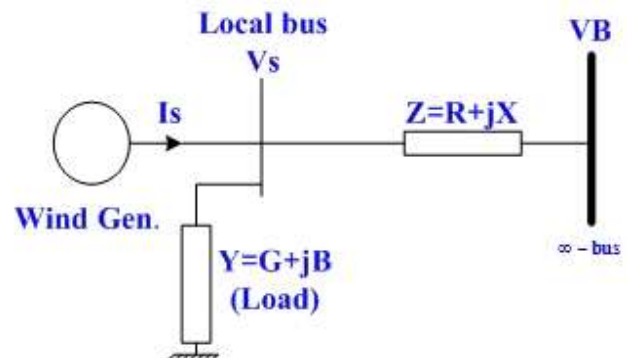 Local bus
Vs
VB
Is
Z=R+jX
Wind Gen.
Y=G+jB
(Load)
∞ – bus